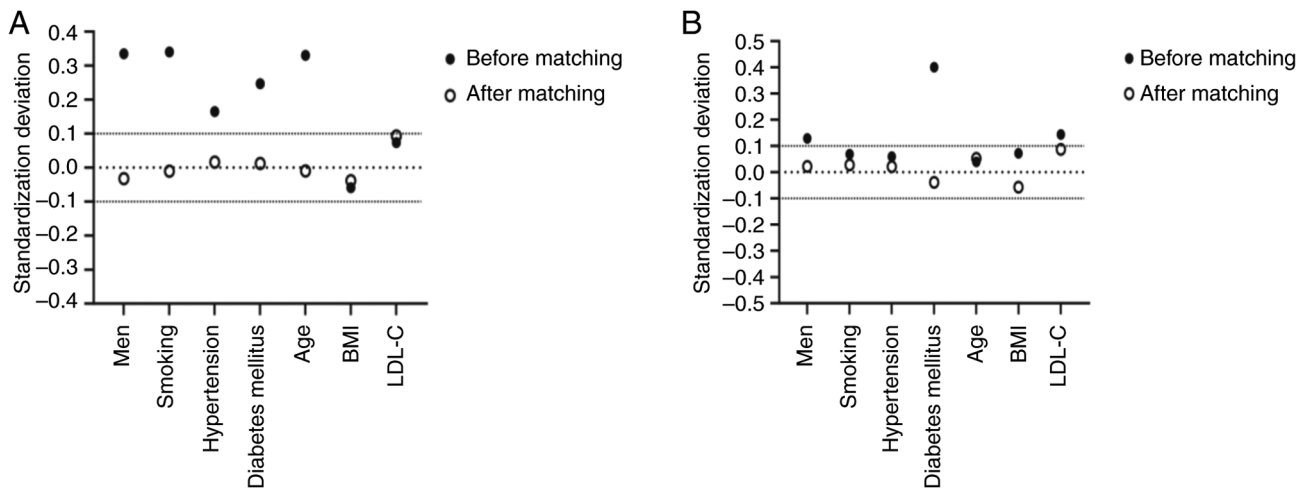 A
Standardization deviation
0.4
0.3
0.2
0.1
0.0
–0.1
–0.2
–0.3
–0.4
Men
Smoking
Hypertension
Diabetes mellitus
Age
BMI
LDL-C
Before matching
After matching
B
Standardization deviation
0.5
0.4
0.3
0.2
0.1
0.0
–0.1
–0.2
–0.3
–0.4
–0.5
Men
Smoking
Hypertension
Diabetes mellitus
Age
BMI
LDL-C
Before matching
After matching